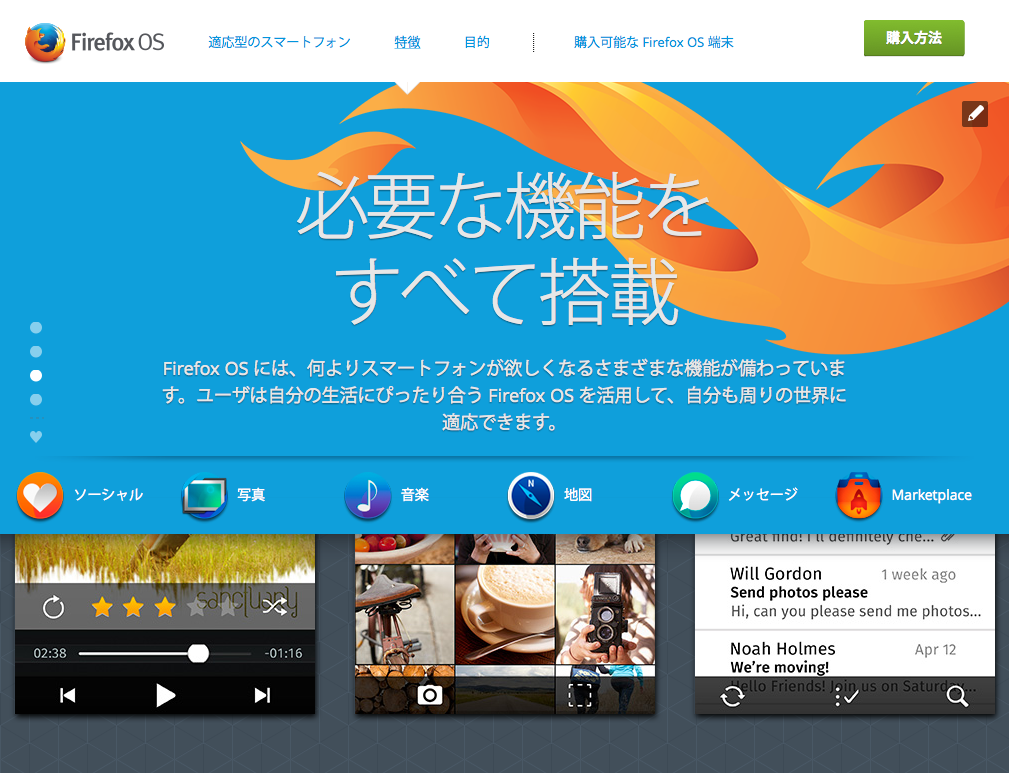 Firefox OS
適応型のスマートフォン
特徴
目的
購入可能な Firefox OS 端末
購入方法
必要な機能を
すべて搭載
Firefox OS には、何よりスマートフォンが欲しくなるさまざまな機能が備わっていま
す。ユーザは自分の生活にぴったり合う Firefox OS を活用して、自分も周りの世界に
適応できます。
ソーシャル
写真
音楽
地図
メッセージ
Marketplace
Great find! I'll definitely che...
Will Gordon
1 week ago
Send photos please
Hi, can you please send me photos...
sanctuary
02:38
-01:16
Noah Holmes
Apr 12
We're moving!
Hello Friends! Join us on Saturday...